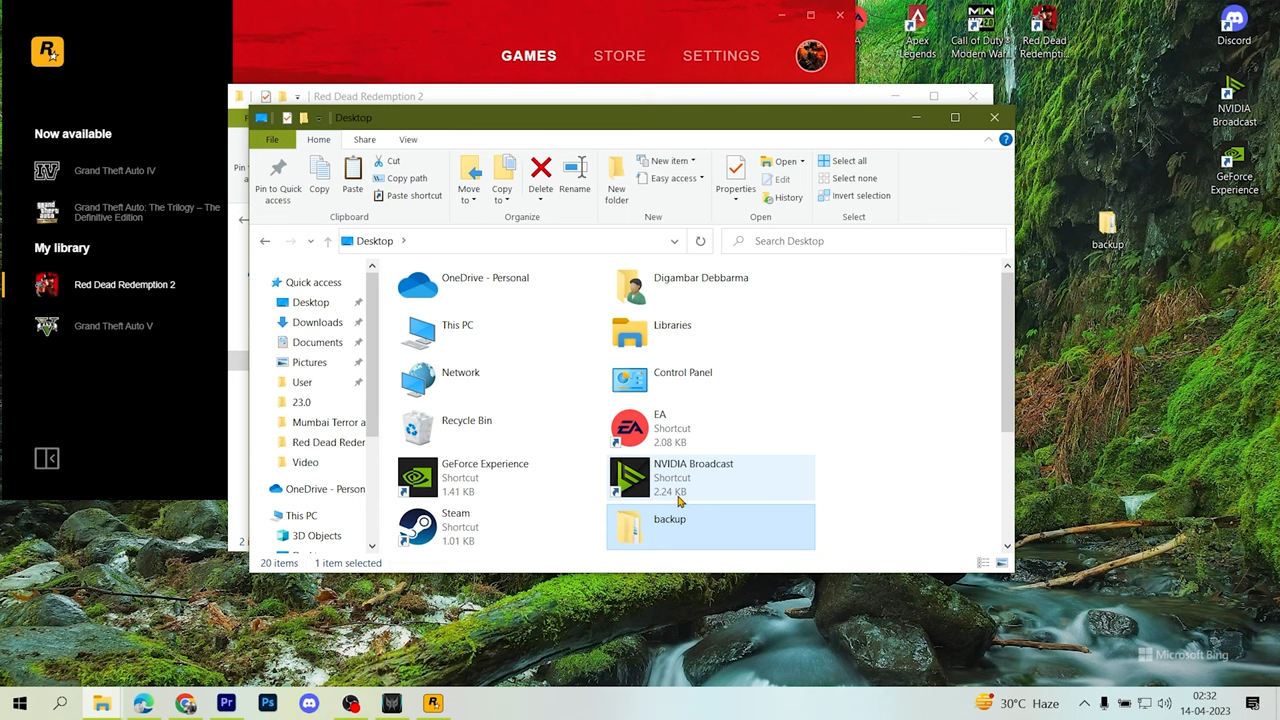 GAMES
STORE
SETTINGS
Now available
Grand Theft Auto IV
Grand Theft Auto: The Trilogy – The
Definitive Edition
My library
Red Dead Redemption 2
Grand Theft Auto V
Red Dead Redemption 2
Desktop
File
Home
Share
View
Pin to Quick
access
Copy
Paste
Cut
Copy path
Paste shortcut
Clipboard
Move
to
Copy
to
Delete
Rename
Organize
New
folder
New item
Easy access
New
Properties
Open
Edit
History
Open
Select all
Select none
Invert selection
Select
Desktop
Search Desktop
Quick access
Desktop
Downloads
Documents
Pictures
User
23.0
Mumbai Terror a
Red Dead Reder
Video
OneDrive - Person
This PC
3D Objects
OneDrive - Personal
Digambar Debbarma
This PC
Libraries
Network
Control Panel
Recycle Bin
EA
Shortcut
2.08 KB
GeForce Experience
Shortcut
1.41 KB
NVIDIA Broadcast
Shortcut
2.24 KB
Steam
Shortcut
1.01 KB
backup
20 items
1 item selected
Apex
Legends
Call of Duty®
Modern War...
Red Dead
Redempti...
Discord
NVIDIA
Broadcast
GeForce
Experience
backup
Microsoft Bing
30°C Haze
02:32
14-04-2023